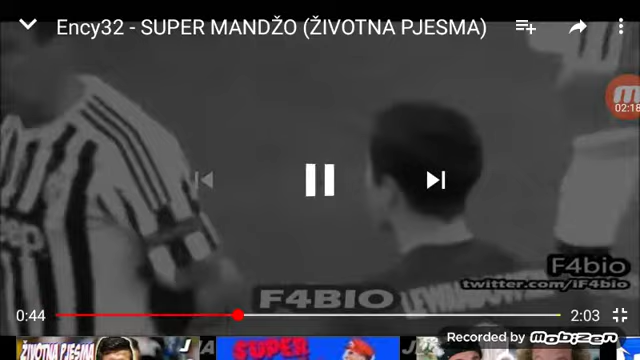 Ency32 - SUPER MANDŽO (ŽIVOTNA PJESMA)
02:18
Jeep
F4bio
twitter.com/iF4bio
F4BIO
LEWANDOWSKI
0:44
2:03
Recorded by mobizen
ŽIVOTNA PJESMA
SUPER